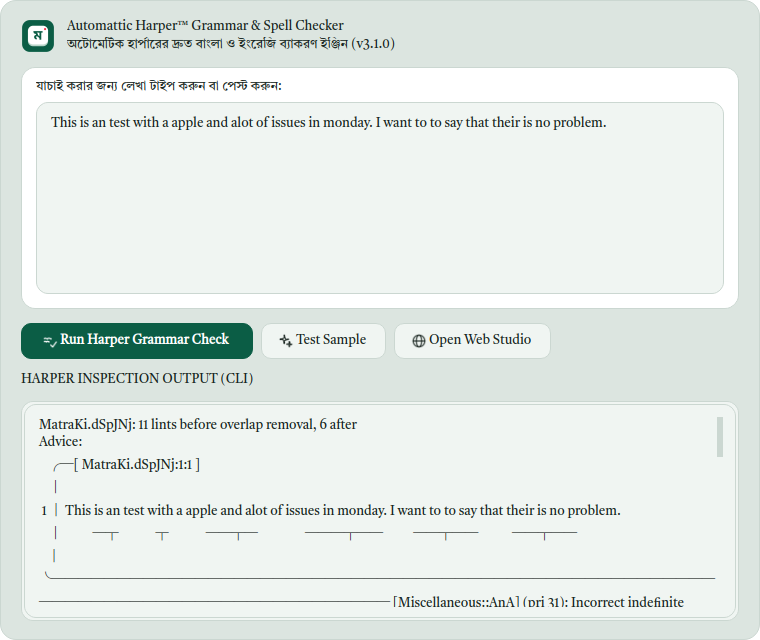 ম
Automattic Harper™ Grammar & Spell Checker
অটোমেটিক হার্পারের দ্রুত বাংলা ও ইংরেজি ব্যাকরণ ইঞ্জিন (v3.1.0)
যাচাই করার জন্য লেখা টাইপ করুন বা পেস্ট করুন:
This is an test with a apple and alot of issues in monday. I want to to say that their is no problem.
Run Harper Grammar Check
Test Sample
Open Web Studio
HARPER INSPECTION OUTPUT (CLI)
MatraKi.dSpJNj: 11 lints before overlap removal, 6 after
Advice:
[ MatraKi.dSpJNj:1:1 ]
1 | This is an test with a apple and alot of issues in monday. I want to to say that their is no problem.
[Miscellaneous::AnA] (pri 31): Incorrect indefinite